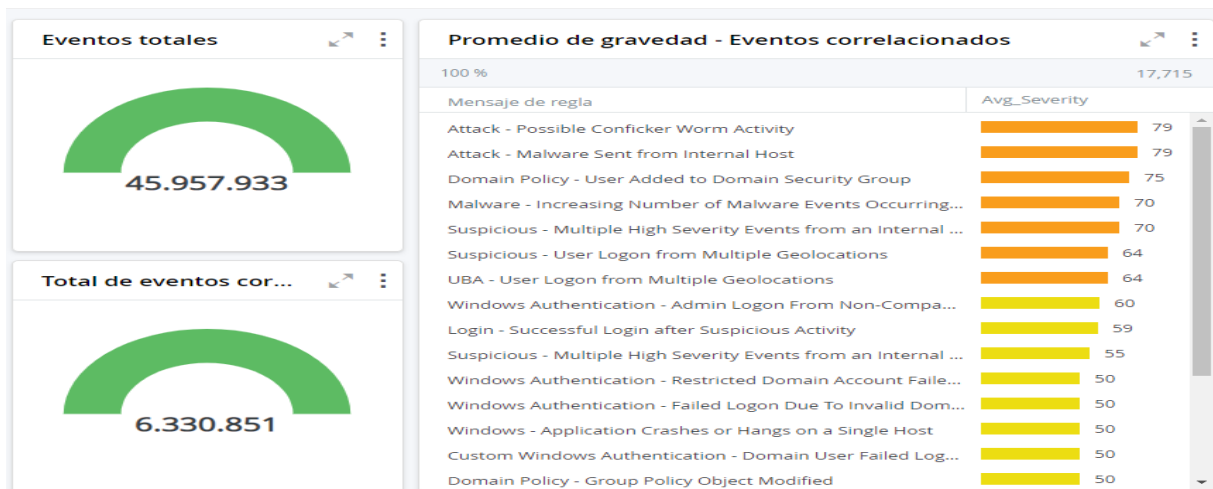 Eventos totales
45.957.933
Total de eventos cor...
6.330.851
Promedio de gravedad - Eventos correlacionados
100 % 17,715
Mensaje de regla Avg_Severity
Attack - Possible Conficker Worm Activity 79
Attack - Malware Sent from Internal Host 79
Domain Policy - User Added to Domain Security Group 75
Malware - Increasing Number of Malware Events Occurring... 70
Suspicious - Multiple High Severity Events from an Internal ... 70
Suspicious - User Logon from Multiple Geolocations 64
UBA - User Logon from Multiple Geolocations 64
Windows Authentication - Admin Logon From Non-Compa... 60
Login - Successful Login after Suspicious Activity 59
Suspicious - Multiple High Severity Events from an Internal ... 55
Windows Authentication - Restricted Domain Account Faile... 50
Windows Authentication - Failed Logon Due To Invalid Dom... 50
Windows - Application Crashes or Hangs on a Single Host 50
Custom Windows Authentication - Domain User Failed Log... 50
Domain Policy - Group Policy Object Modified 50